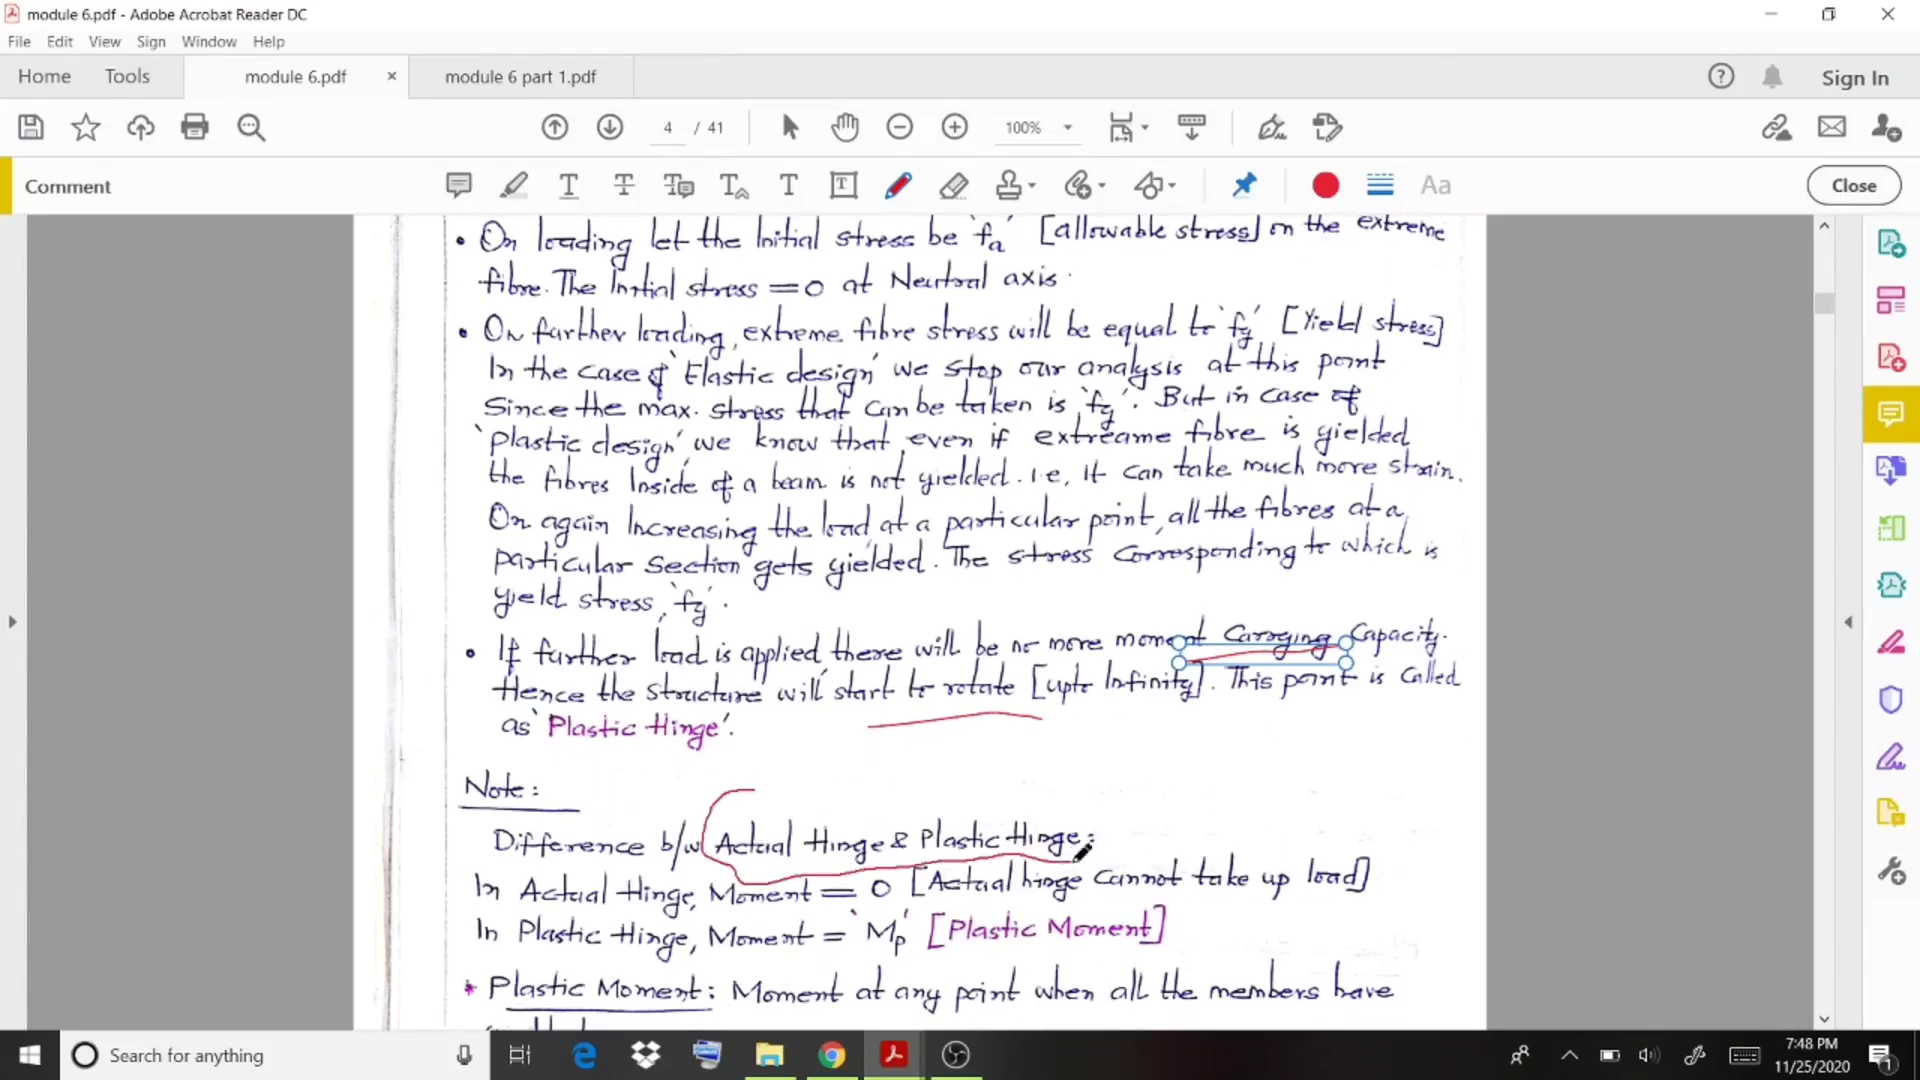 module 6.pdf - Adobe Acrobat Reader DC
File Edit View Sign Window Help
Home Tools module 6.pdf × module 6 part 1.pdf Sign In
4 / 41 100%
Comment Close
• On loading let the Initial stress be 'fa' [allowable stress] on the extreme
fibre. The Initial stress = 0 at Neutral axis.
• On further loading, extreme fibre stress will be equal to 'fy' [Yield stress]
In the case of 'Elastic design' we stop our analysis at this point
Since the max. stress that can be taken is 'fy'. But in case of
'Plastic design' we know that even if extreame fibre is yielded
the fibres Inside of a beam is not yielded. i.e, it can take much more strain.
On again Increasing the load at a particular point, all the fibres at a
particular Section gets yielded. The stress Corresponding to which is
yield stress, 'fy'.
• If further load is applied there will be no more moment Carrying Capacity.
Hence the structure will start to rotate [upto Infinity]. This point is Called
as 'Plastic Hinge'.
Note:
Difference b/w Actual Hinge & Plastic Hinge:
In Actual Hinge, Moment = 0 [Actual hinge Cannot take up load]
In Plastic Hinge, Moment = 'Mp' [Plastic Moment]
* Plastic Moment: Moment at any point when all the members have
Search for anything
7:48 PM
11/25/2020
1